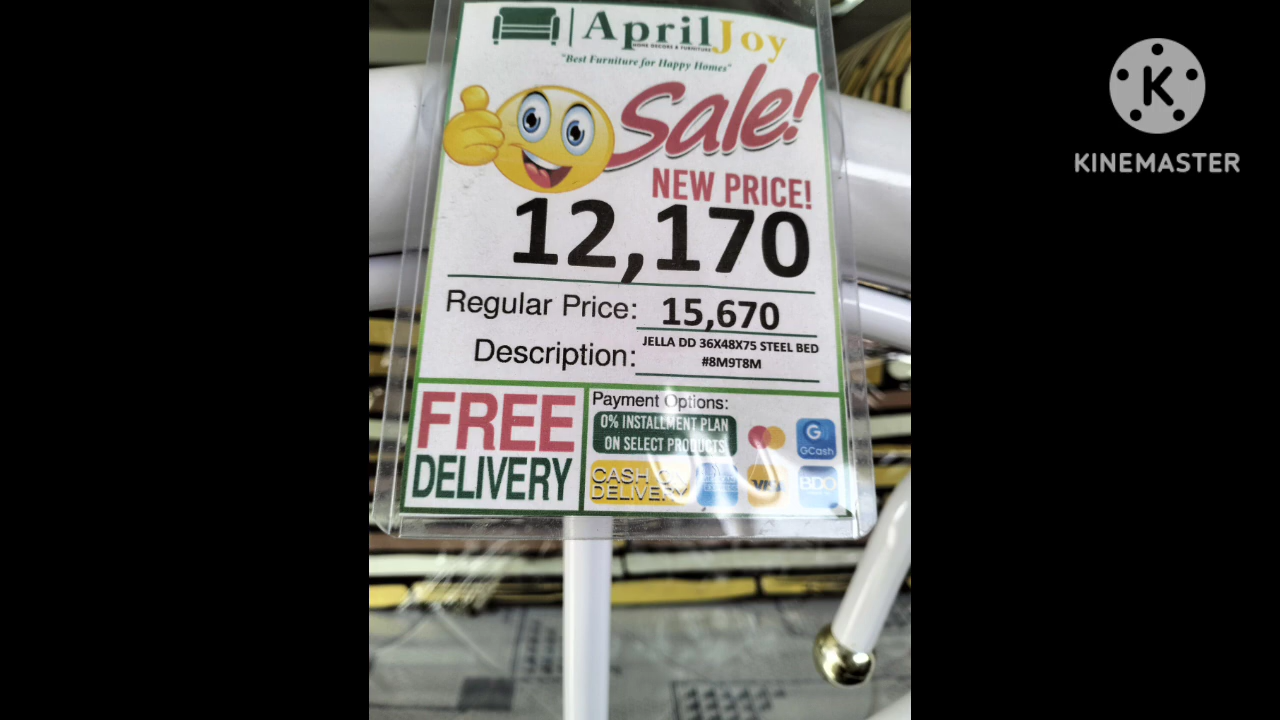 April Joy
HOME DECORS & FURNITURE
"Best Furniture for Happy Homes"
Sale!
NEW PRICE!
12,170
Regular Price: 15,670
Description: JELLA DD 36X48X75 STEEL BED
#8M9T8M
FREE
DELIVERY
Payment Options:
0% INSTALLMENT PLAN
ON SELECT PRODUCTS
CASH ON
DELIVERY
G
GCash
VISA
BDO
K
KINEMASTER